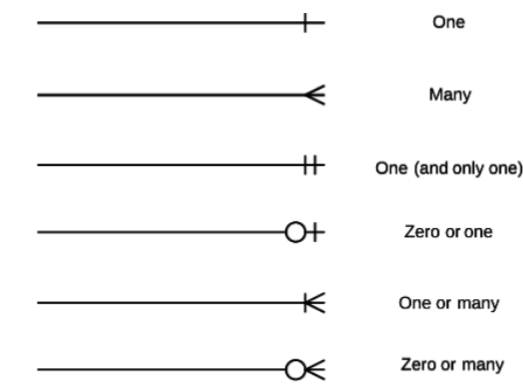 One
Many
One (and only one)
Zero or one
One or many
Zero or many